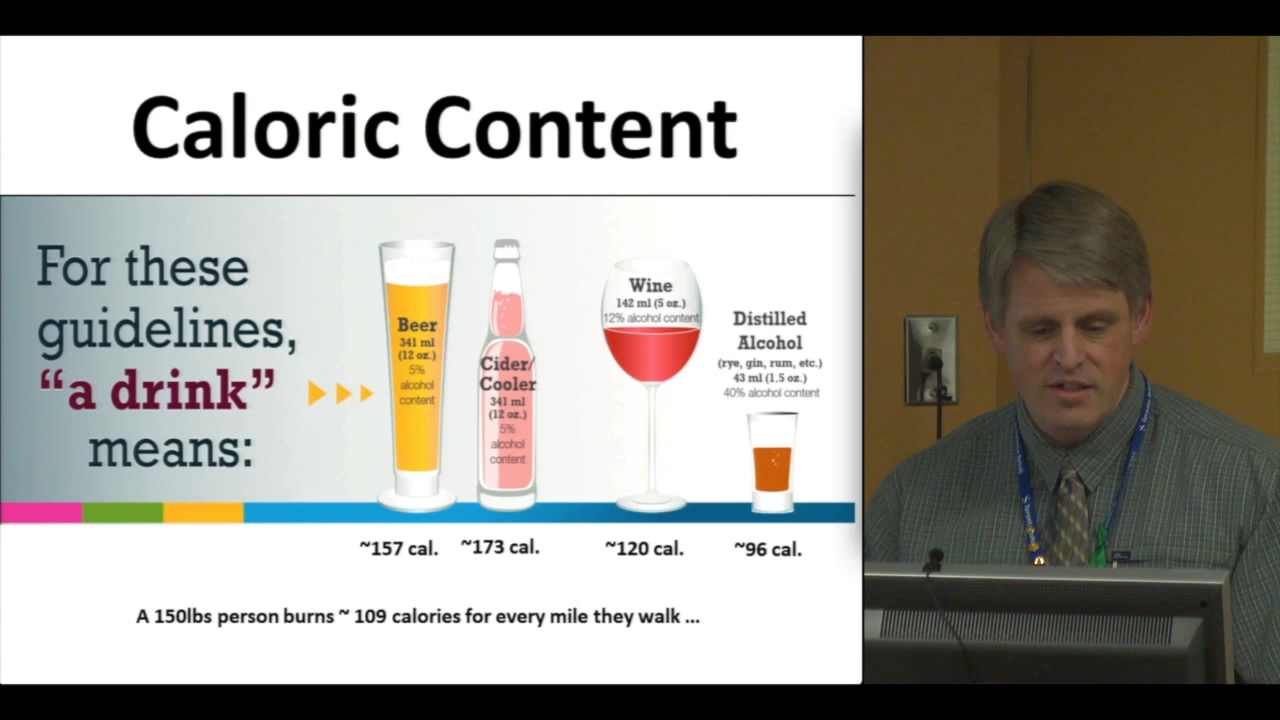 Caloric Content
For these
guidelines,
“a drink”
means:
Beer
341 ml
(12 oz.)
5%
alcohol
content
Cider/
Cooler
341 ml
(12 oz.)
5%
alcohol
content
Wine
142 ml (5 oz.)
12% alcohol content
Distilled
Alcohol
(rye, gin, rum, etc.)
43 ml (1.5 oz.)
40% alcohol content
~157 cal.
~173 cal.
~120 cal.
~96 cal.
A 150lbs person burns ~ 109 calories for every mile they walk ...